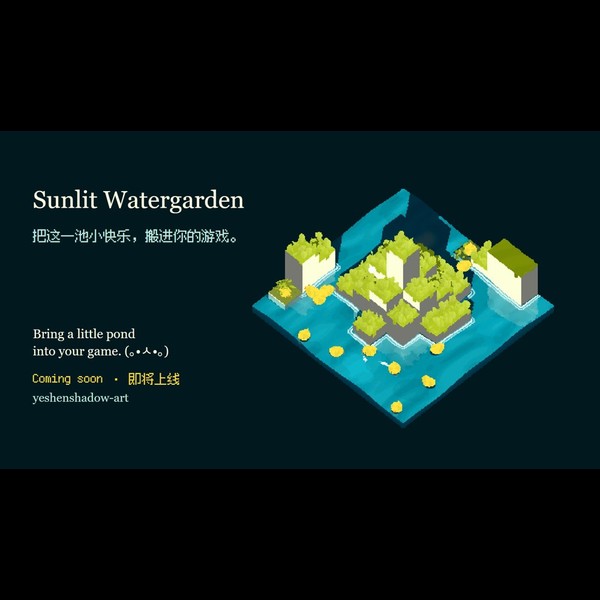 Sunlit Watergarden
把这一池小快乐，搬进你的游戏。
Bring a little pond
into your game. (｡•ㅅ•｡)
Coming soon · 即将上线
yeshenshadow-art